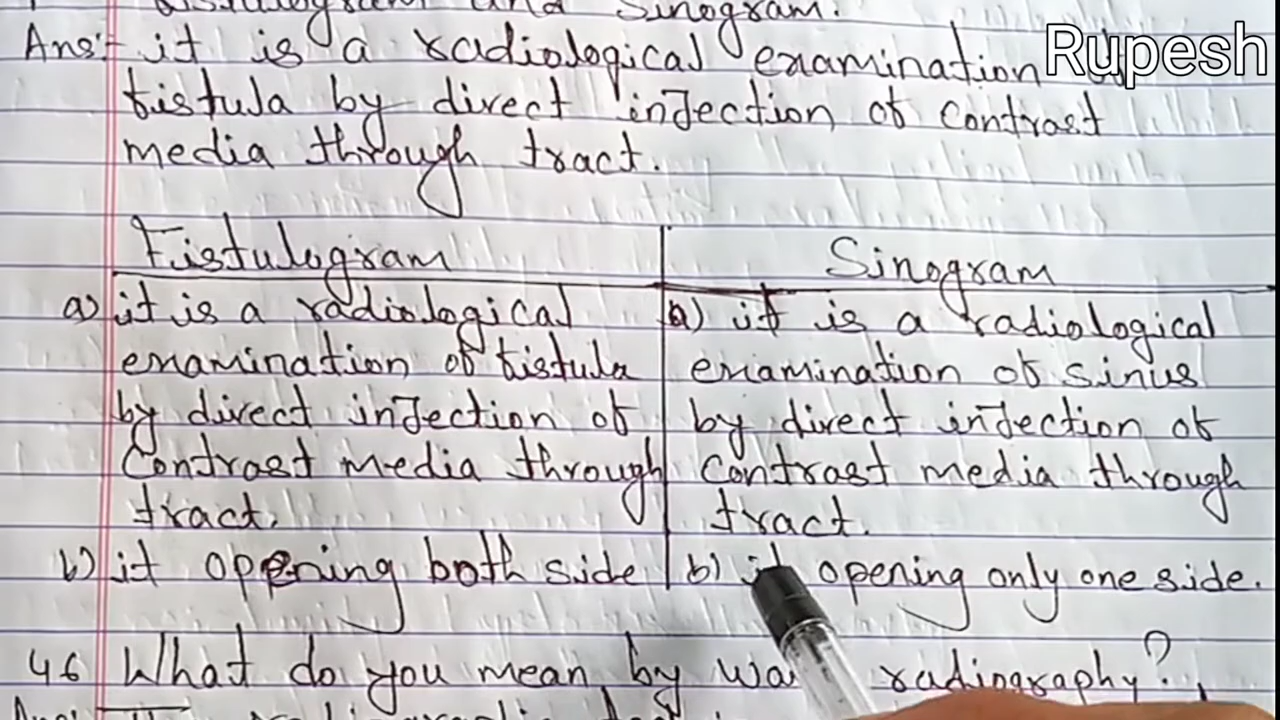 and Sinogram.
Rupesh
Ans:- it is a radiological examination
fistula by direct injection of contrast
media through tract.
Fistulogram
Sinogram
a) it is a radiological
examination of fistula
by direct injection of
Contrast media through
tract.
b) it opening both side
a) it is a radiological
examination of sinus
by direct injection of
Contrast media through
tract.
b) it opening only one side.
46 What do you mean by radiography?
Ans:-